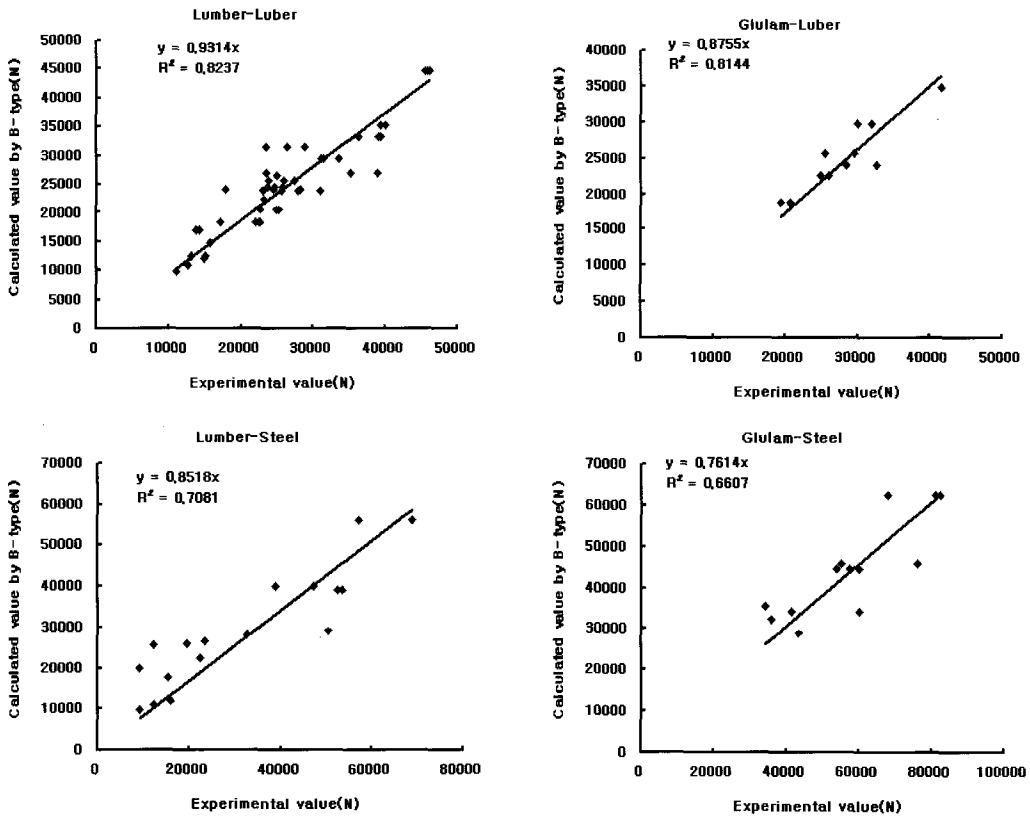 Lumber-Luber
y = 0,9314x
R² = 0,8237
50000
45000
40000
35000
30000
25000
20000
15000
10000
5000
0
0 10000 20000 30000 40000 50000
Calculated value by B-type(N)
Experimental value(N)
Glulam-Luber
y = 0,8755x
R² = 0,8144
40000
35000
30000
25000
20000
15000
10000
5000
0
0 10000 20000 30000 40000 50000
Calculated value by B-type(N)
Experimental value(N)
Lumber-Steel
y = 0,8518x
R² = 0,7081
70000
60000
50000
40000
30000
20000
10000
0
0 20000 40000 60000 80000
Calculated value by B-type(N)
Experimental value(N)
Glulam-Steel
y = 0,7614x
R² = 0,6607
70000
60000
50000
40000
30000
20000
10000
0
0 20000 40000 60000 80000 100000
Calculated value by B-type(N)
Experimental value(N)